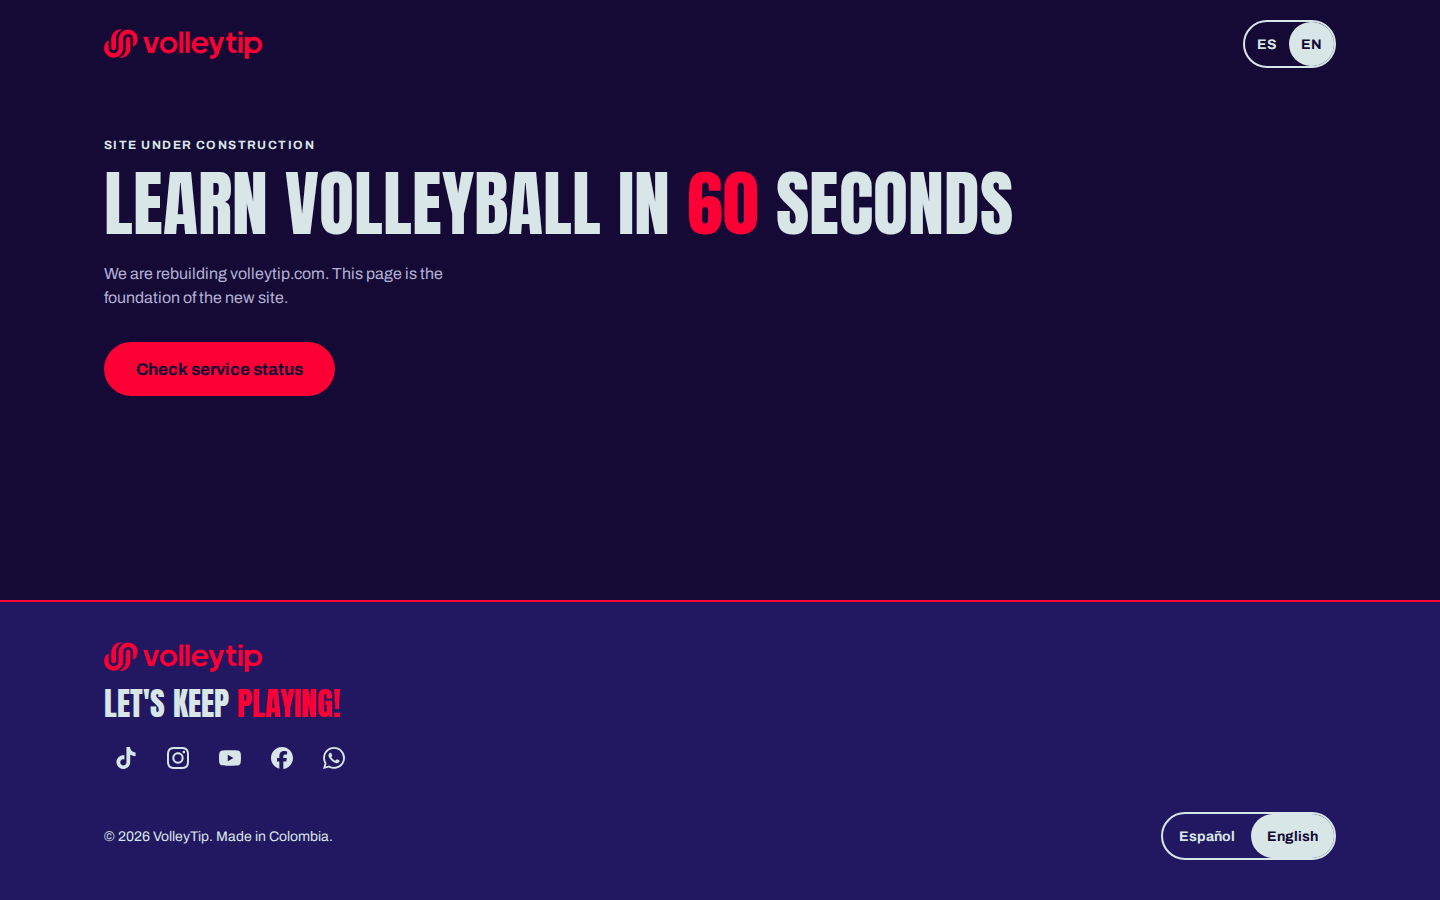 volleytip
ES EN
SITE UNDER CONSTRUCTION
LEARN VOLLEYBALL IN 60 SECONDS
We are rebuilding volleytip.com. This page is the
foundation of the new site.
Check service status
volleytip
LET'S KEEP PLAYING!
© 2026 VolleyTip. Made in Colombia.
Español English